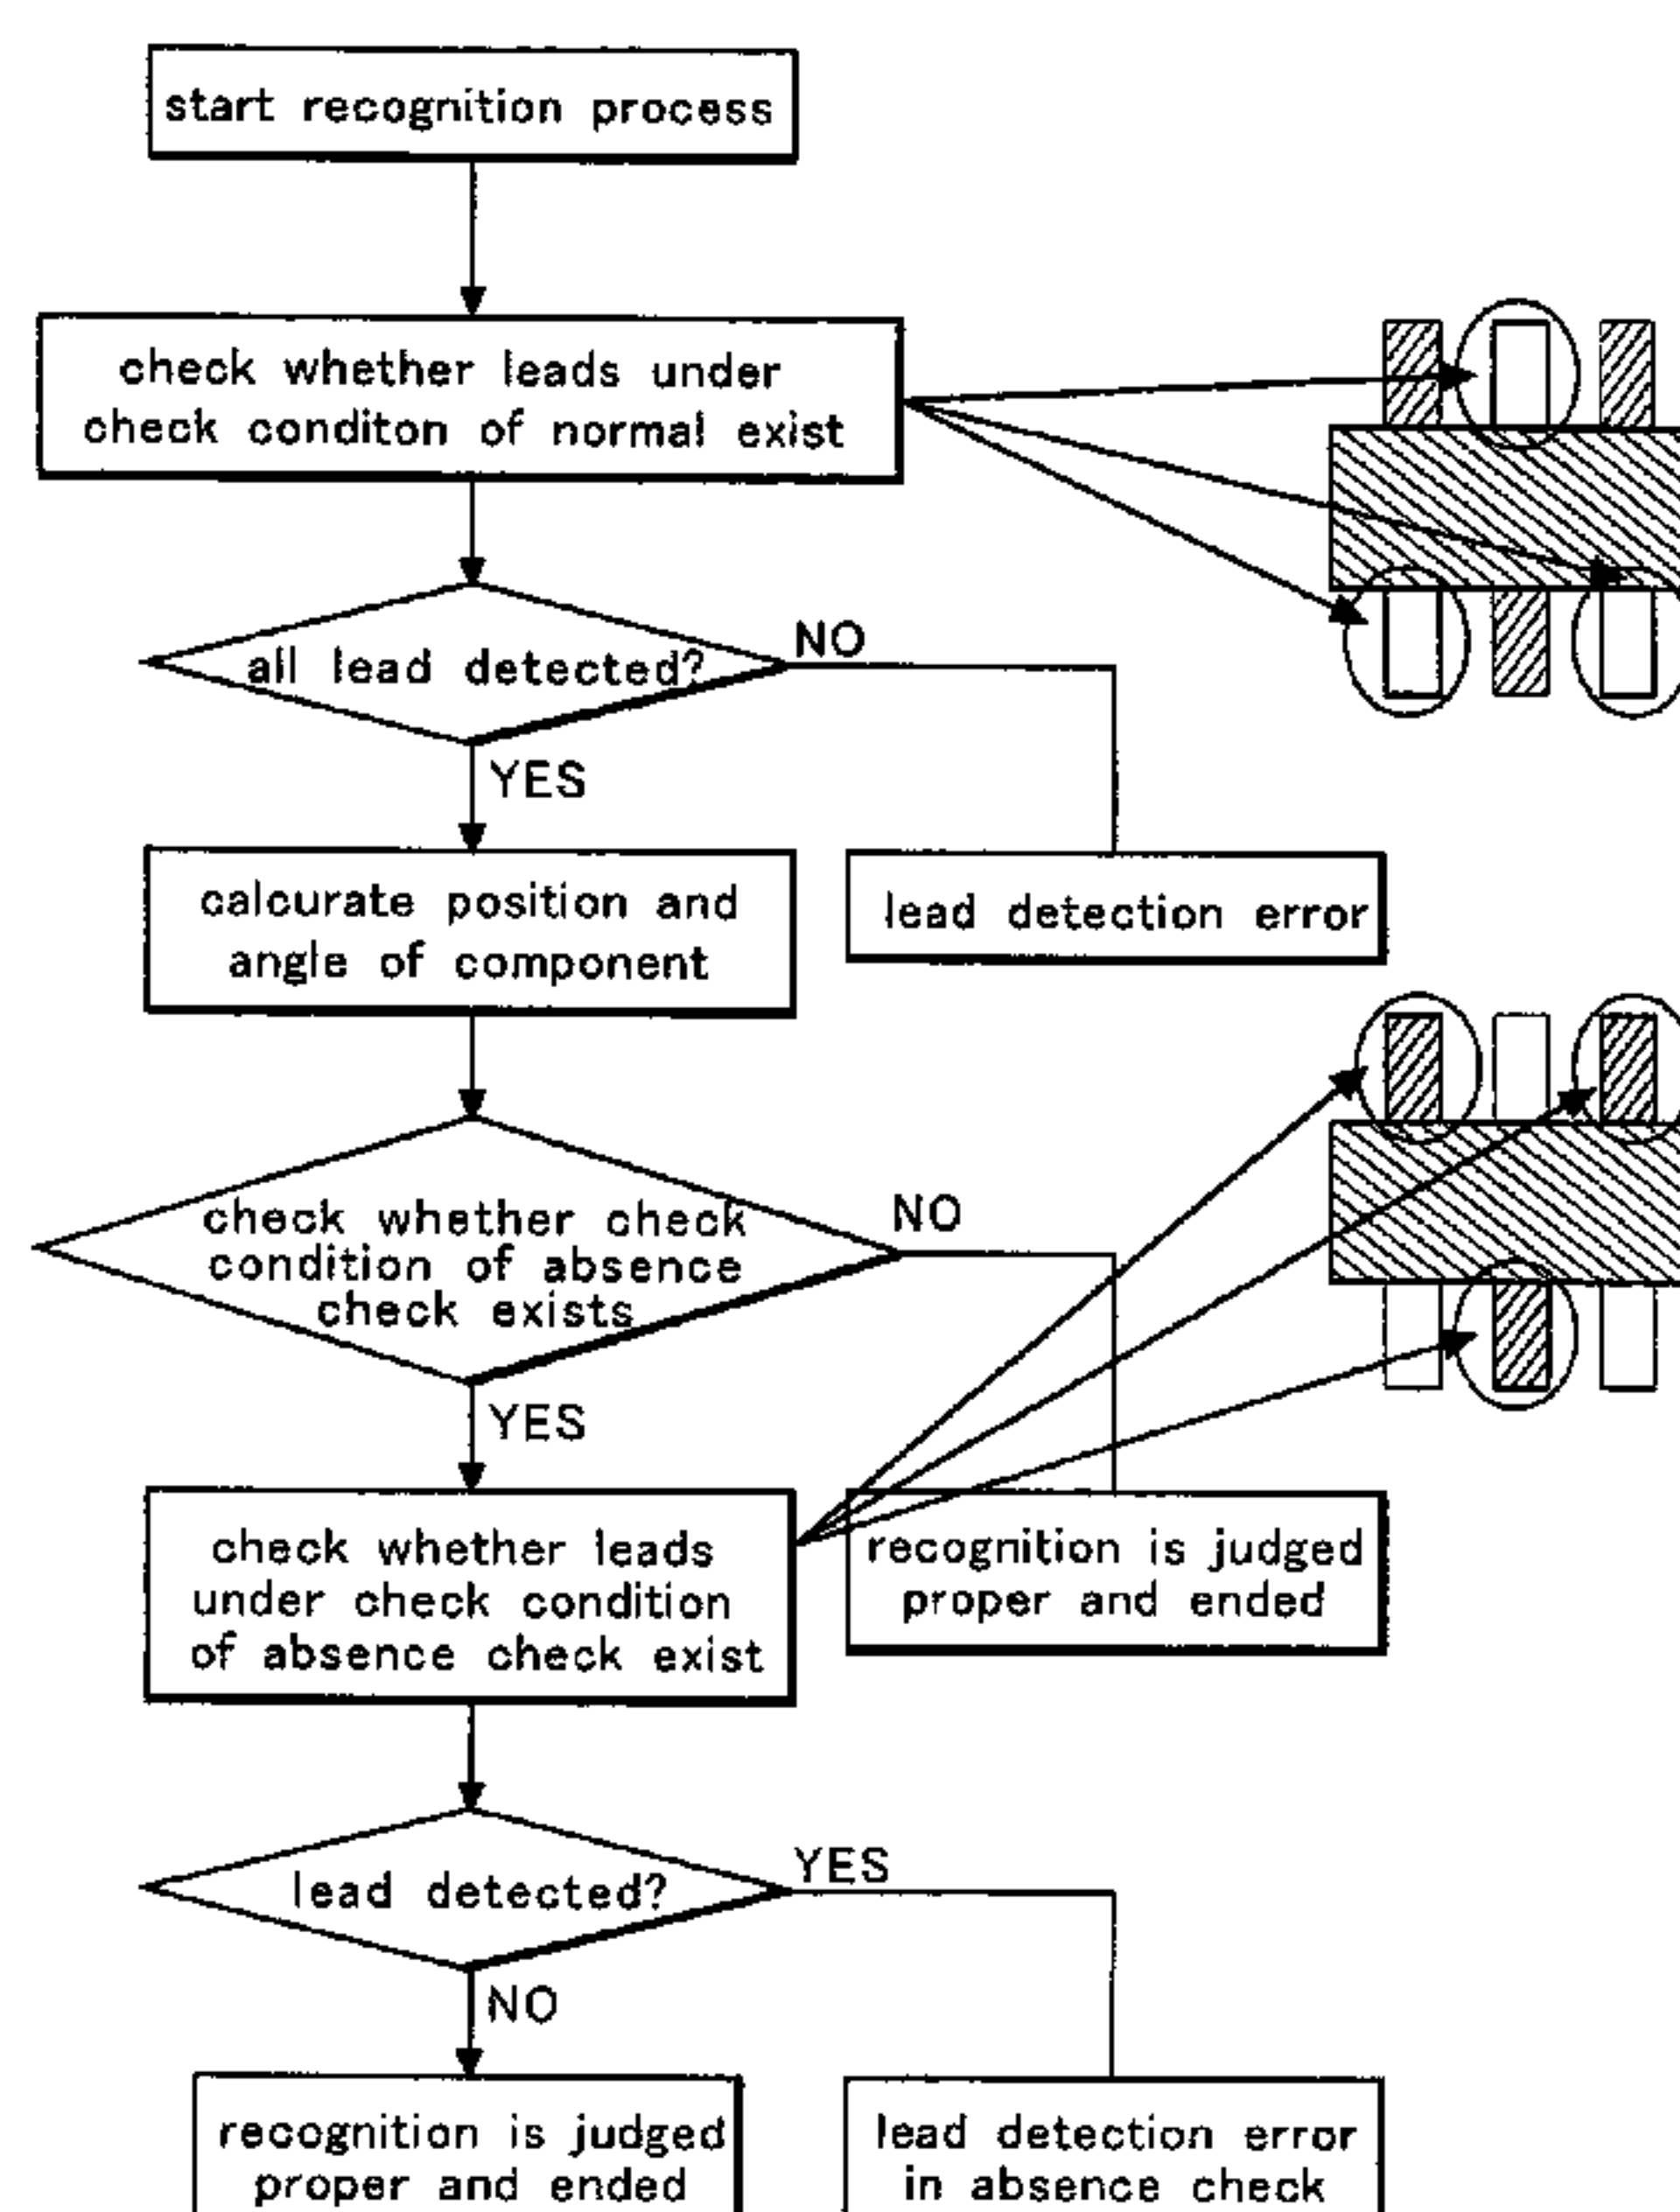 start recognition process
check whether leads under
check conditon of normal exist
all lead detected?
NO
YES
calcurate position and
angle of component
lead detection error
check whether check
condition of absence
check exists
NO
YES
check whether leads
under check condition
of absence check exist
recognition is judged
proper and ended
lead detected?
YES
NO
recognition is judged
proper and ended
lead detection error
in absence check